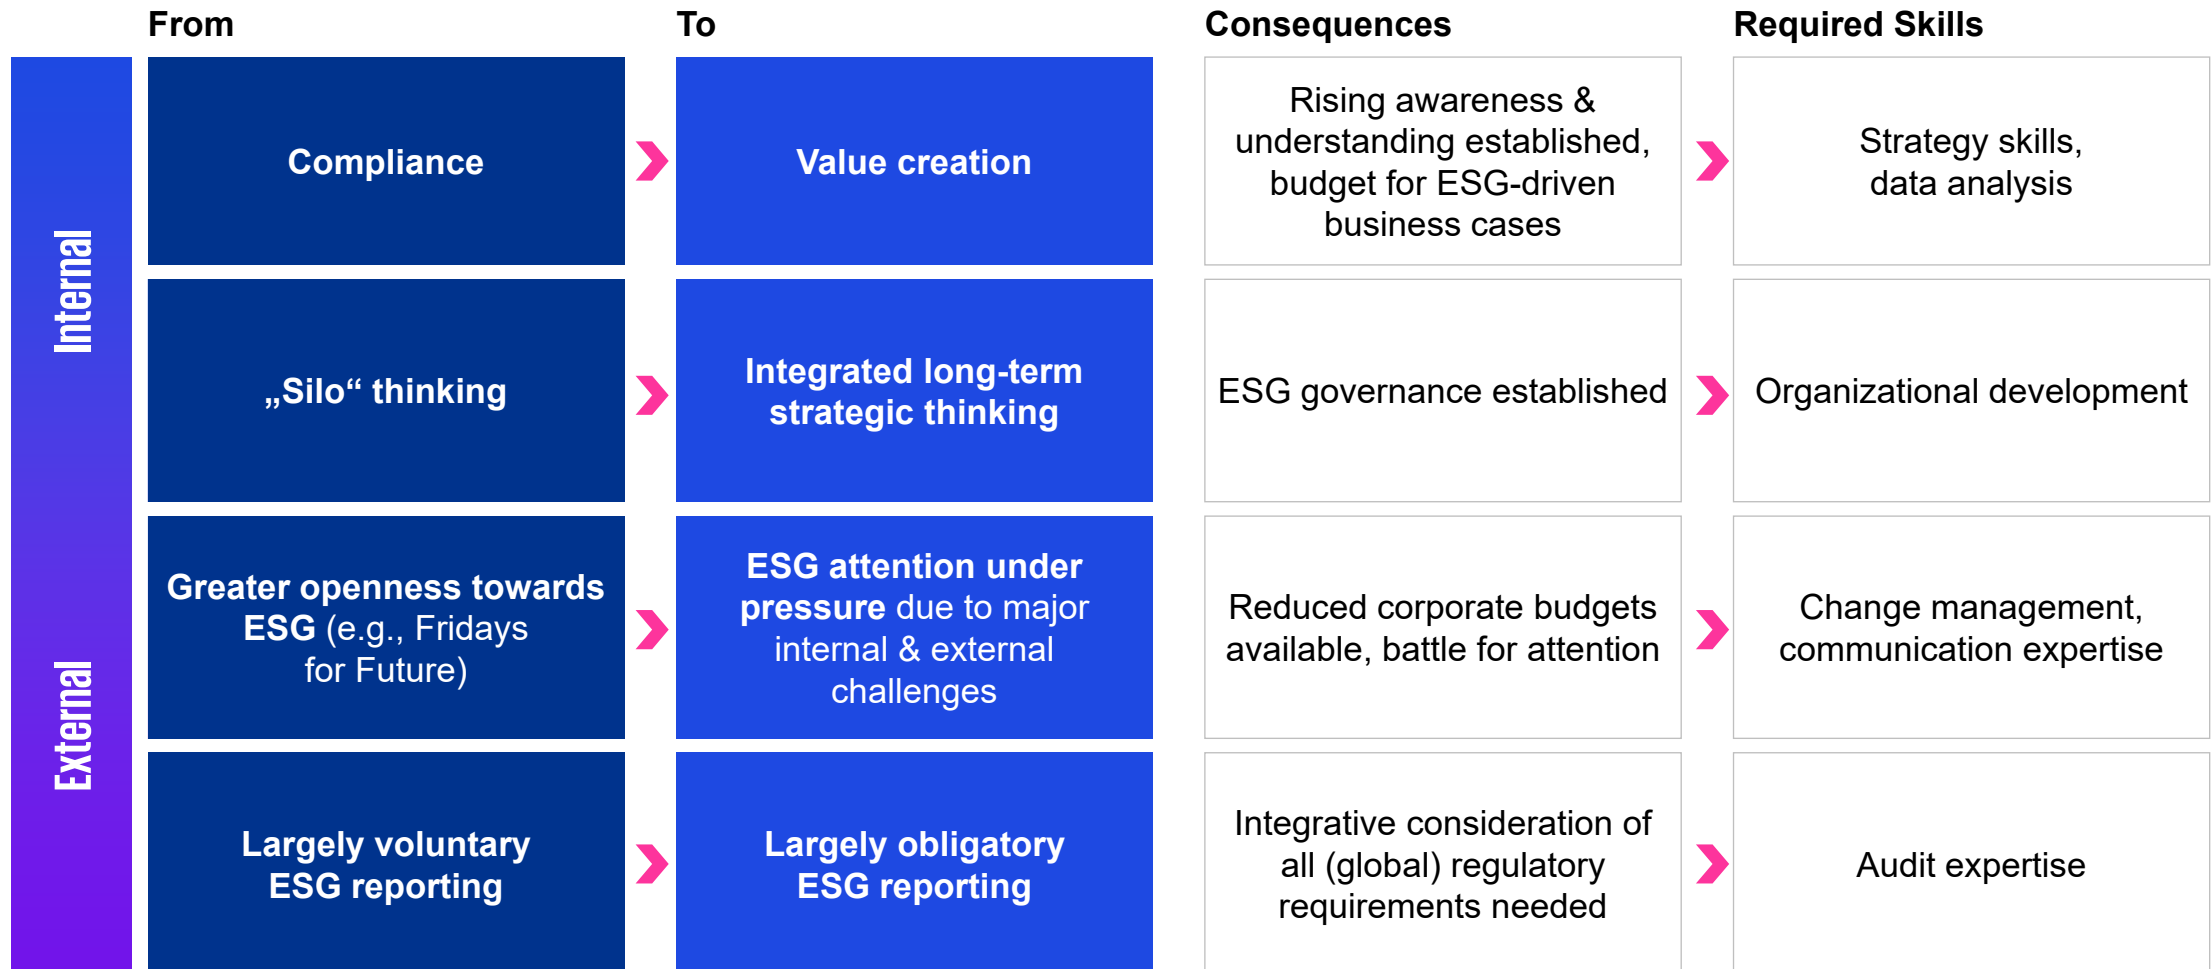 From
To
Consequences
Required Skills
Internal
Compliance
Value creation
Rising awareness &
understanding established,
budget for ESG-driven
business cases
Strategy skills,
data analysis
„Silo“ thinking
Integrated long-term
strategic thinking
ESG governance established
Organizational development
External
Greater openness towards
ESG (e.g., Fridays
for Future)
ESG attention under
pressure due to major
internal & external
challenges
Reduced corporate budgets
available, battle for attention
Change management,
communication expertise
Largely voluntary
ESG reporting
Largely obligatory
ESG reporting
Integrative consideration of
all (global) regulatory
requirements needed
Audit expertise